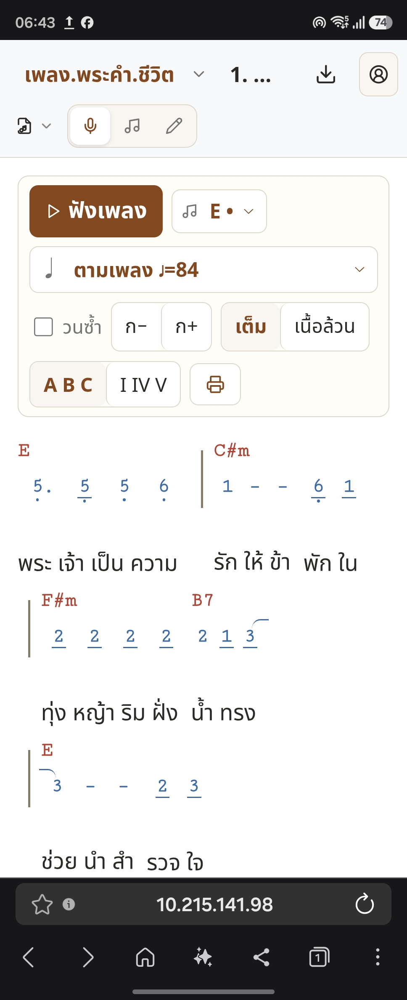 06:43 5 74
เพลง.พระคำ.ชีวิต 1. ...
ฟังเพลง E •
ตามเพลง ♩=84
วนซ้ำ ก− ก+ เต็ม เนื้อล้วน
A B C I IV V
E C#m
5. 5 5 6 1 - - 6 1
พระ เจ้า เป็น ความ รัก ให้ ข้า พัก ใน
F#m B7
2 2 2 2 2 1 3
ทุ่ง หญ้า ริม ฝั่ง น้ำ ทรง
E
3 - - 2 3
ช่วย นำ สำ รวจ ใจ
10.215.141.98
1